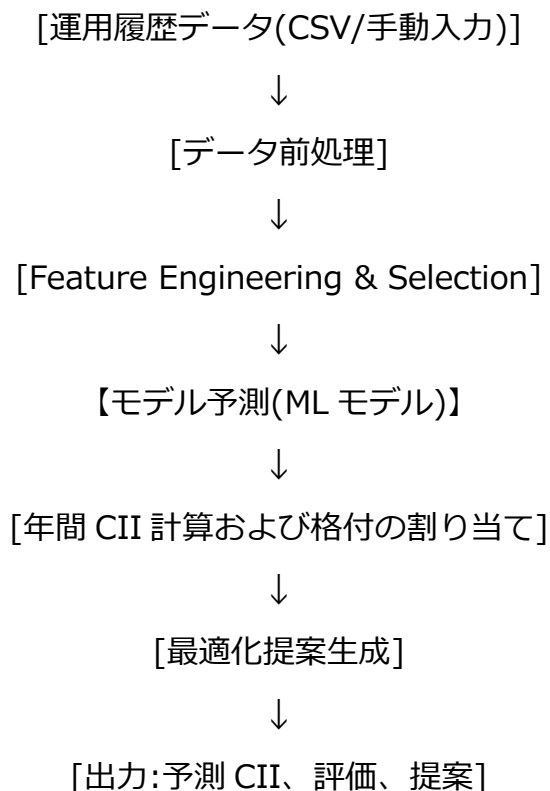 [運用履歴データ(CSV/手動入力)]
↓
[データ前処理]
↓
[Feature Engineering & Selection]
↓
【モデル予測(ML モデル)】
↓
[年間 CII 計算および格付の割り当て]
↓
[最適化提案生成]
↓
[出力:予測 CII、評価、提案]